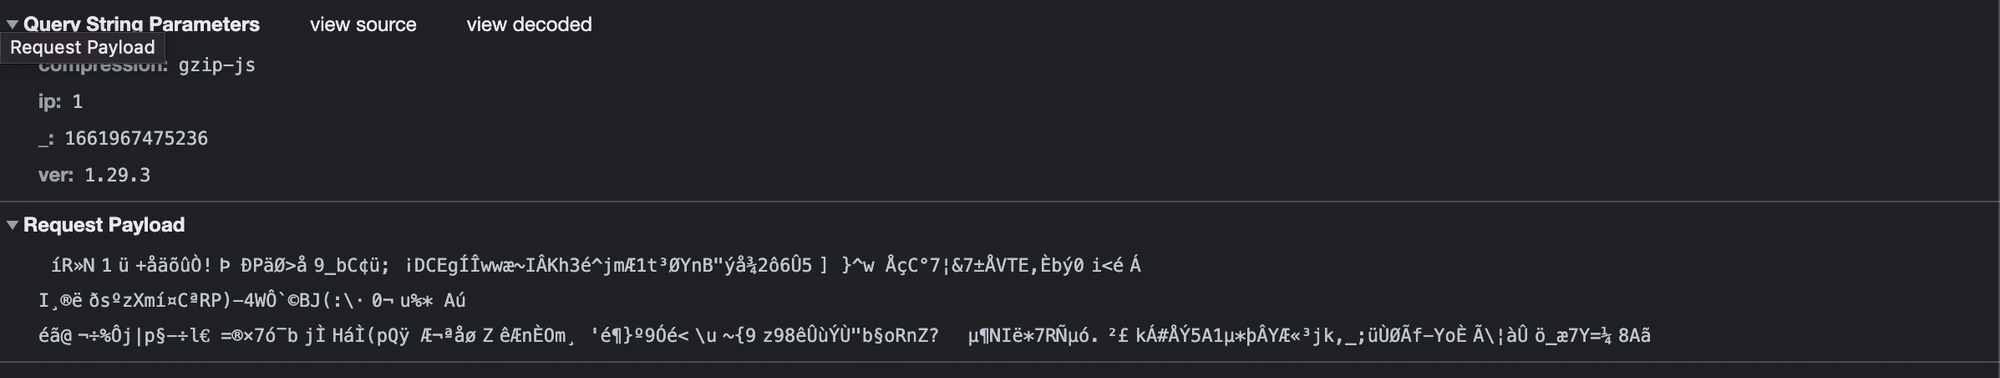 Query String Parameters view source view decoded
Request Payload
compression: gzip-js
ip: 1
_: 1661967475236
ver: 1.29.3
Request Payload
íR»N 1 ü +åäõûÒ! Þ ÐPäØ>å 9_bC¢ü; ¡DCEgÍÎwwæ~IÂKh3é^jmÆ1t³ØYnB"ýå¾2ô6Û5 ] }^w ÅçC°7¦&7±ÅVTE,Èbý0 i<é Á
I¸®ë ðsºzXmí¤CªRP)–4WÔ`©BJ(:\· 0¬ u%* Aú
éã@ ¬÷%Ôj|p§–÷l€ =®×7ó¯b jÌ HáÌ(pQÿ Æ¬ªåø Z êÆnÈOm¸ 'é¶}º9Óé< \u ~{9 z98êÛùÝÙ"b§oRnZ? µ¶NIë*7RÑµó. ²£ kÁ#ÅÝ5A1µ*þÂYÆ«³jk,_;üÙØÃf–YoÈ Ã\¦àÛ ö_æ7Y=¼ 8Aã